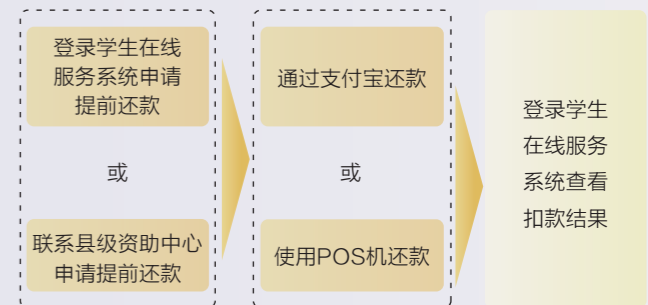 登录学生在线
服务系统申请
提前还款
或
联系县级资助中心
申请提前还款
通过支付宝还款
或
使用POS机还款
登录学生
在线服务
系统查看
扣款结果